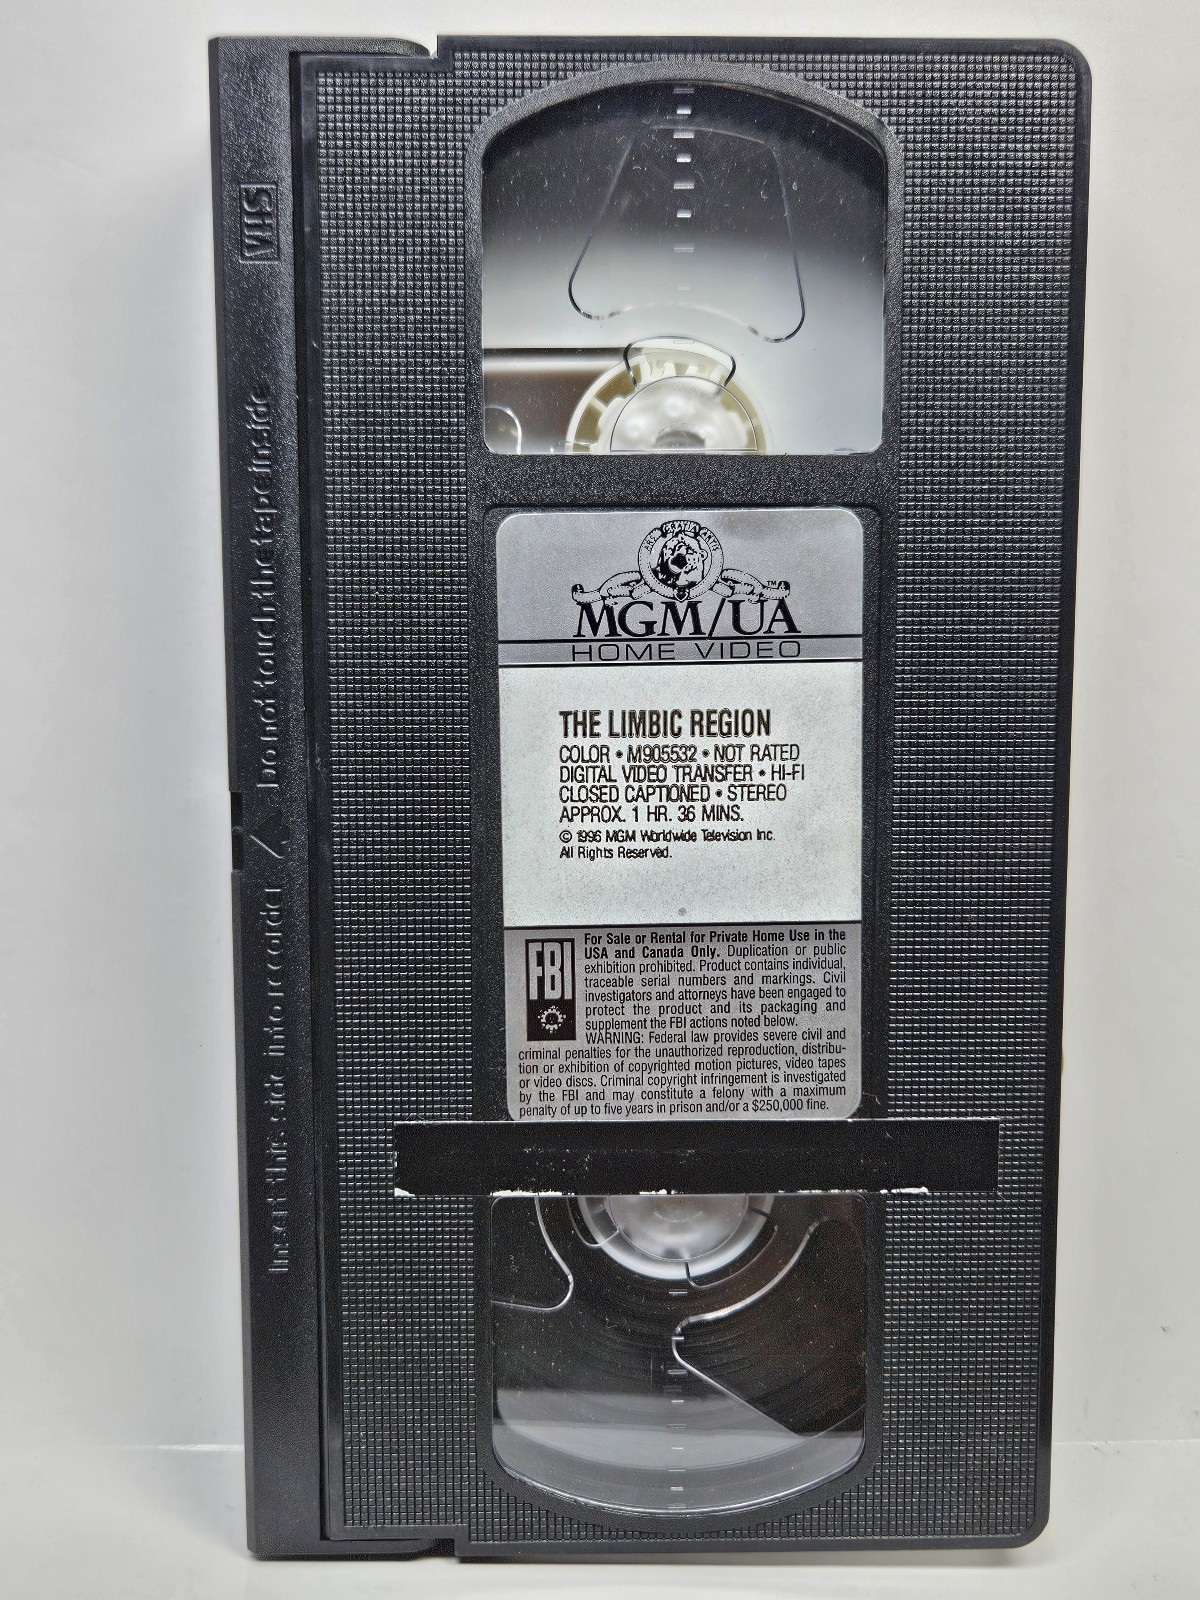 VHS
Do not touch the tape inside
Insert this side into recorder
ARS GRATIA ARTIS
TM
MGM/UA
HOME VIDEO
THE LIMBIC REGION
COLOR • M905532 • NOT RATED
DIGITAL VIDEO TRANSFER • HI-FI
CLOSED CAPTIONED • STEREO
APPROX. 1 HR. 36 MINS.
© 1996 MGM Worldwide Television Inc.
All Rights Reserved.
FBI
For Sale or Rental for Private Home Use in the
USA and Canada Only. Duplication or public
exhibition prohibited. Product contains individual,
traceable serial numbers and markings. Civil
investigators and attorneys have been engaged to
protect the product and its packaging and
supplement the FBI actions noted below.
WARNING: Federal law provides severe civil and
criminal penalties for the unauthorized reproduction, distribu-
tion or exhibition of copyrighted motion pictures, video tapes
or video discs. Criminal copyright infringement is investigated
by the FBI and may constitute a felony with a maximum
penalty of up to five years in prison and/or a $250,000 fine.